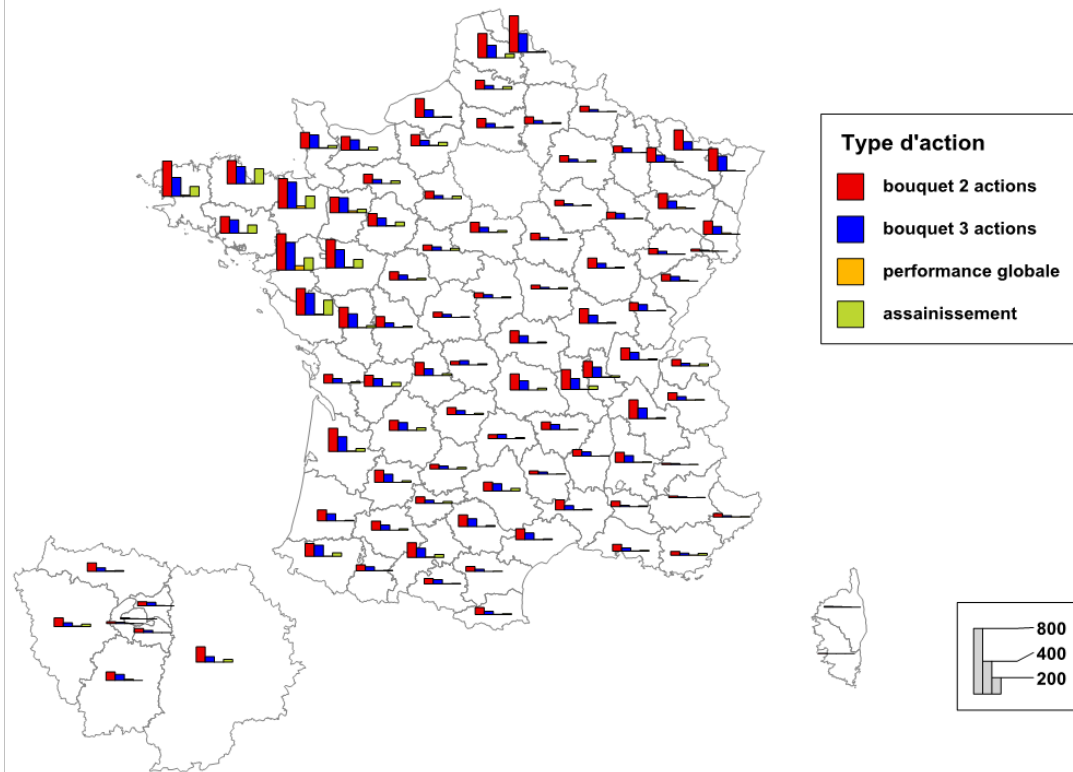 Type d'action
bouquet 2 actions
bouquet 3 actions
performance globale
assainissement
800
400
200